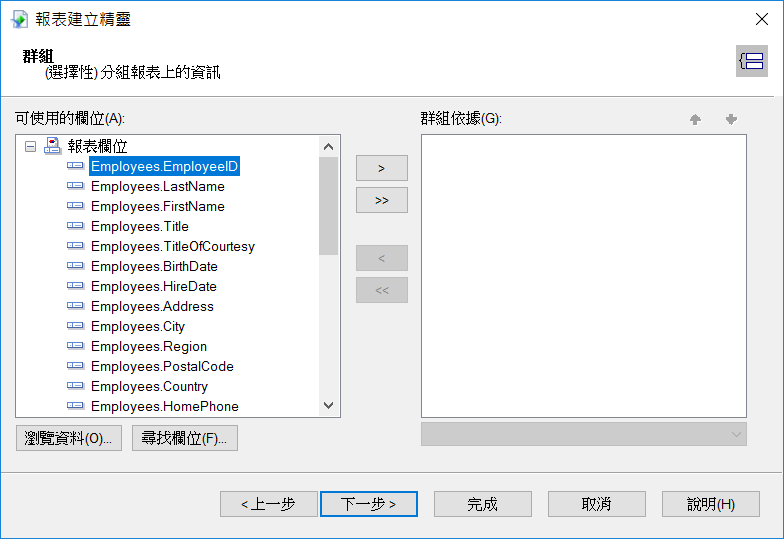 報表建立精靈
群組
(選擇性) 分組報表上的資訊
可使用的欄位(A):
群組依據(G):
報表欄位
Employees.EmployeeID
Employees.LastName
Employees.FirstName
Employees.Title
Employees.TitleOfCourtesy
Employees.BirthDate
Employees.HireDate
Employees.Address
Employees.City
Employees.Region
Employees.PostalCode
Employees.Country
Employees.HomePhone
>
>>
<
<<
瀏覽資料(O)...
尋找欄位(F)...
< 上一步
下一步 >
完成
取消
說明(H)